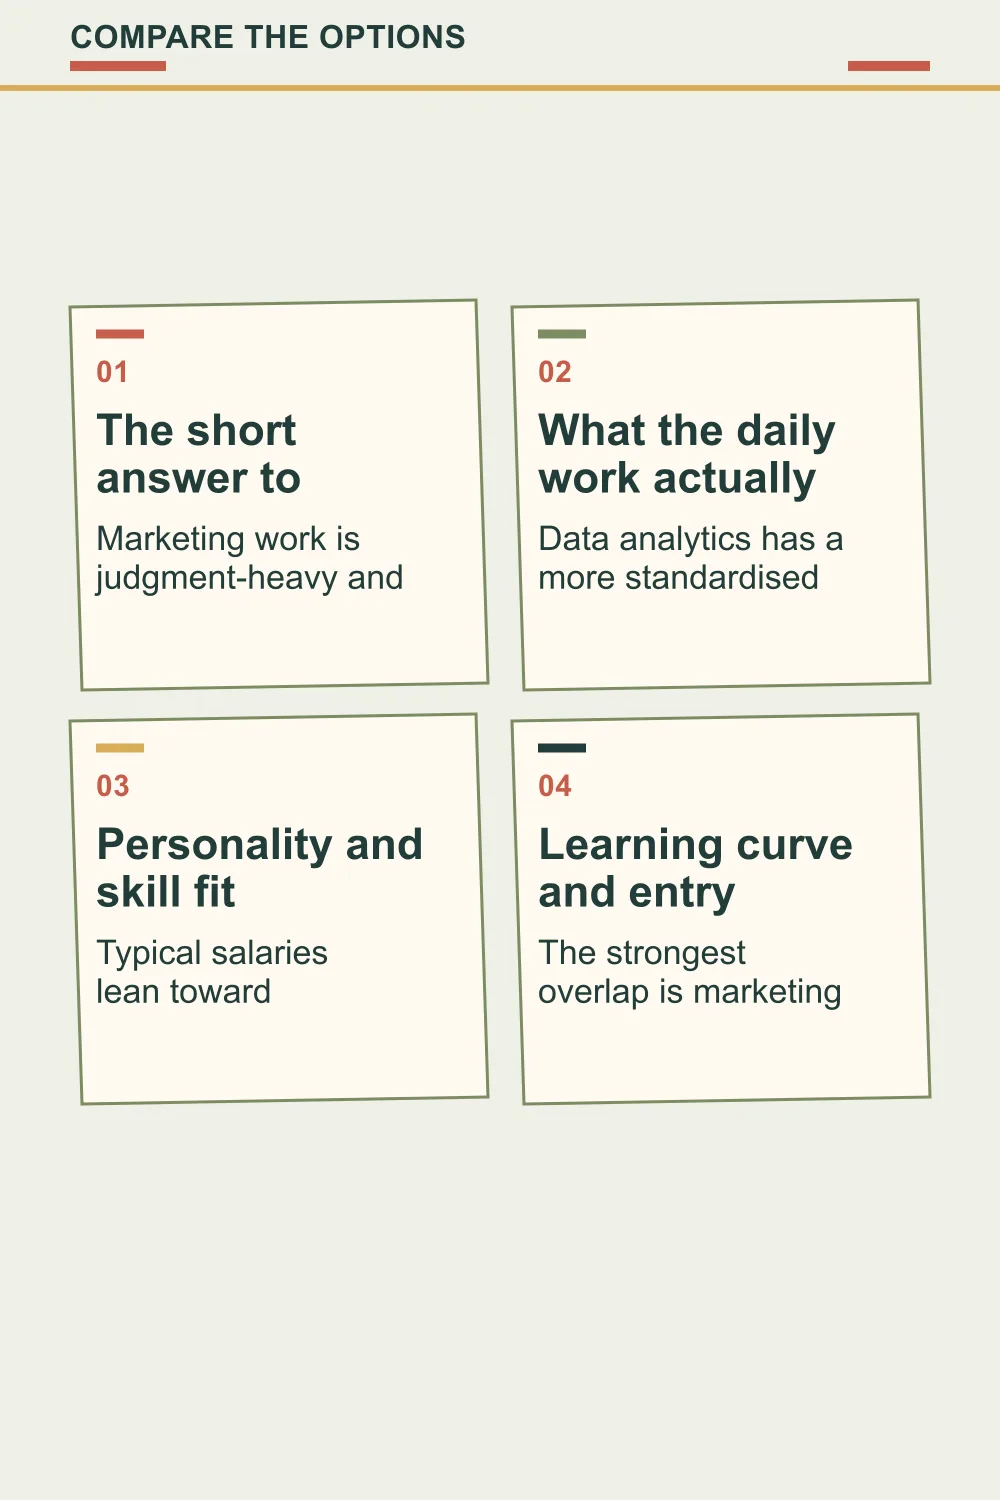 COMPARE THE OPTIONS
01
The short
answer to
Marketing work is
judgment-heavy and
02
What the daily
work actually
Data analytics has a
more standardised
03
Personality and
skill fit
Typical salaries
lean toward
04
Learning curve
and entry
The strongest
overlap is marketing